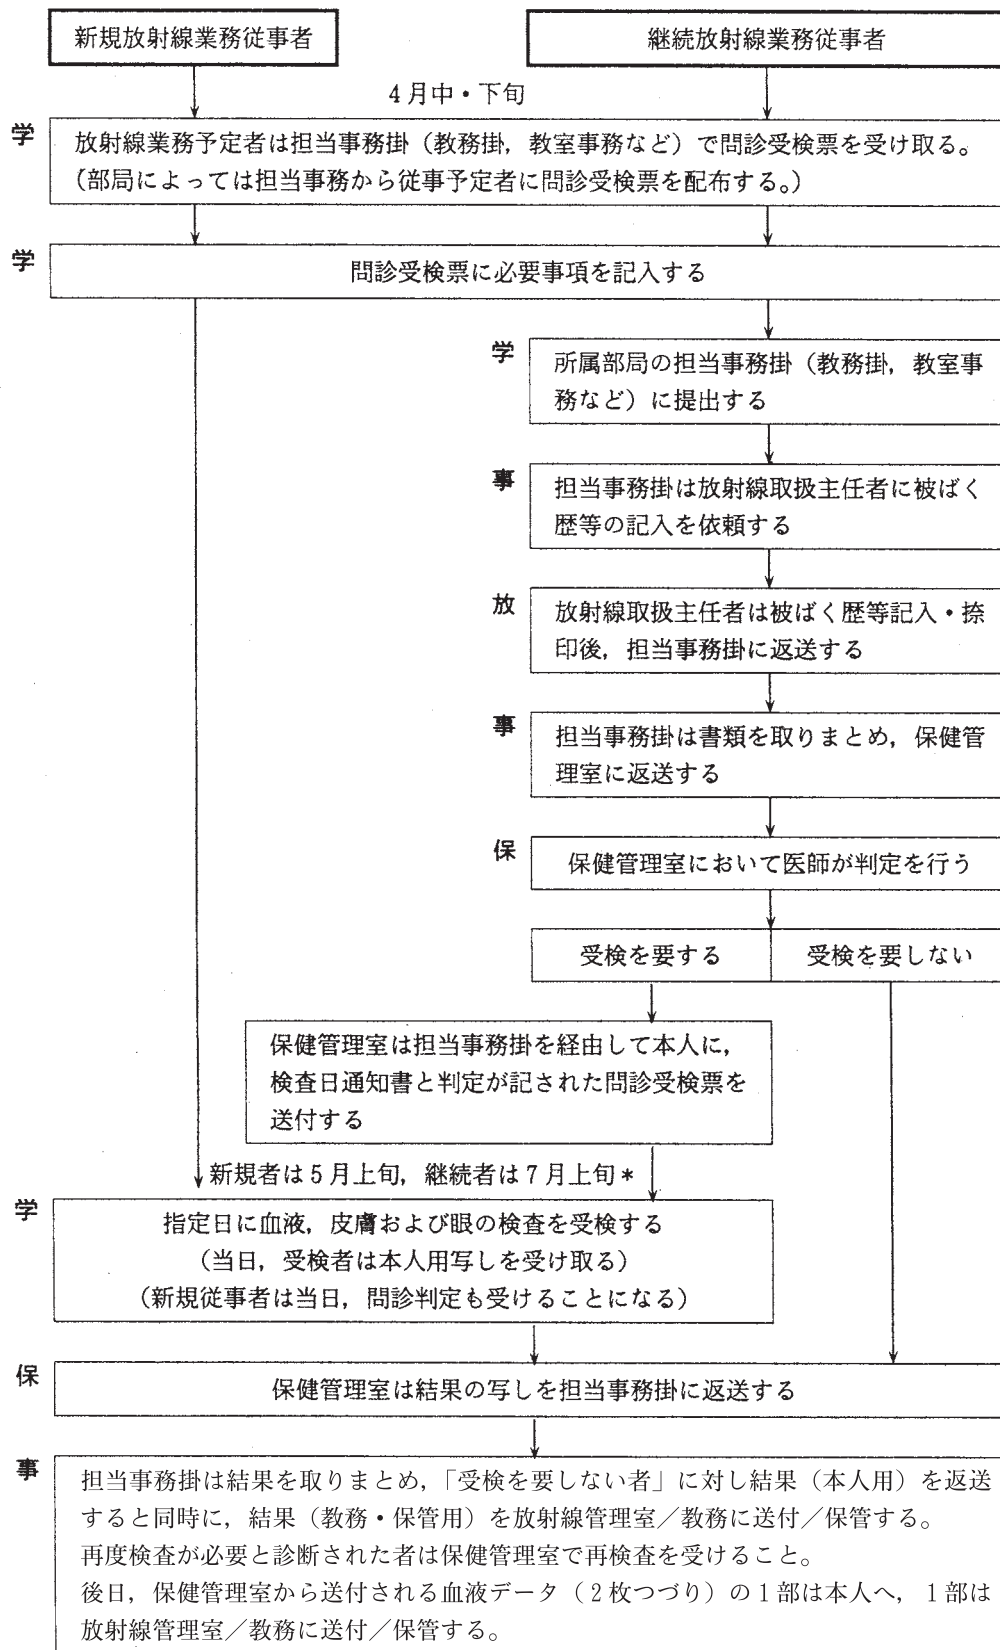 新規放射線業務従事者
継続放射線業務従事者
4月中・下旬
学
放射線業務予定者は担当事務掛（教務掛，教室事務など）で問診受検票を受け取る。
（部局によっては担当事務から従事予定者に問診受検票を配布する。）
学
問診受検票に必要事項を記入する
学
所属部局の担当事務掛（教務掛，教室事
務など）に提出する
事
担当事務掛は放射線取扱主任者に被ばく
歴等の記入を依頼する
放
放射線取扱主任者は被ばく歴等記入・捺
印後，担当事務掛に返送する
事
担当事務掛は書類を取りまとめ，保健管
理室に返送する
保
保健管理室において医師が判定を行う
受検を要する
受検を要しない
保健管理室は担当事務掛を経由して本人に，
検査日通知書と判定が記された問診受検票を
送付する
新規者は5月上旬，継続者は7月上旬*
学
指定日に血液，皮膚および眼の検査を受検する
（当日，受検者は本人用写しを受け取る）
（新規従事者は当日，問診判定も受けることになる）
保
保健管理室は結果の写しを担当事務掛に返送する
事
担当事務掛は結果を取りまとめ，「受検を要しない者」に対し結果（本人用）を返送
すると同時に，結果（教務・保管用）を放射線管理室／教務に送付／保管する。
再度検査が必要と診断された者は保健管理室で再検査を受けること。
後日，保健管理室から送付される血液データ（2枚つづり）の1部は本人へ，1部は
放射線管理室／教務に送付／保管する。